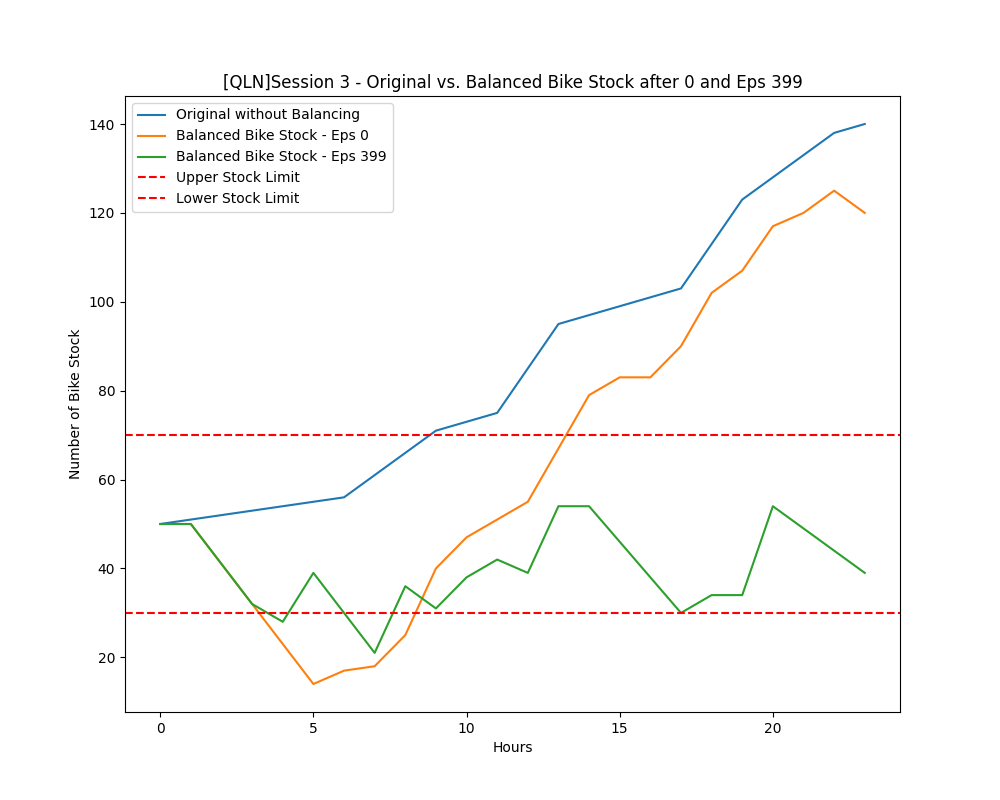 [QLN]Session 3 - Original vs. Balanced Bike Stock after 0 and Eps 399
Original without Balancing
Balanced Bike Stock - Eps 0
Balanced Bike Stock - Eps 399
Upper Stock Limit
Lower Stock Limit
Number of Bike Stock
140
120
100
80
60
40
20
0
5
10
15
20
Hours